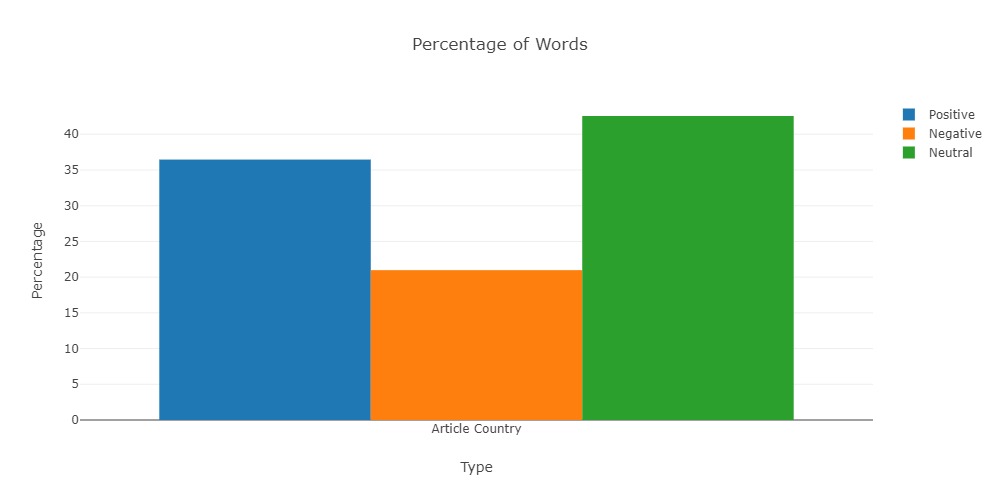 Percentage of Words
Positive
Negative
Neutral
Percentage
40
35
30
25
20
15
10
5
0
Article Country
Type